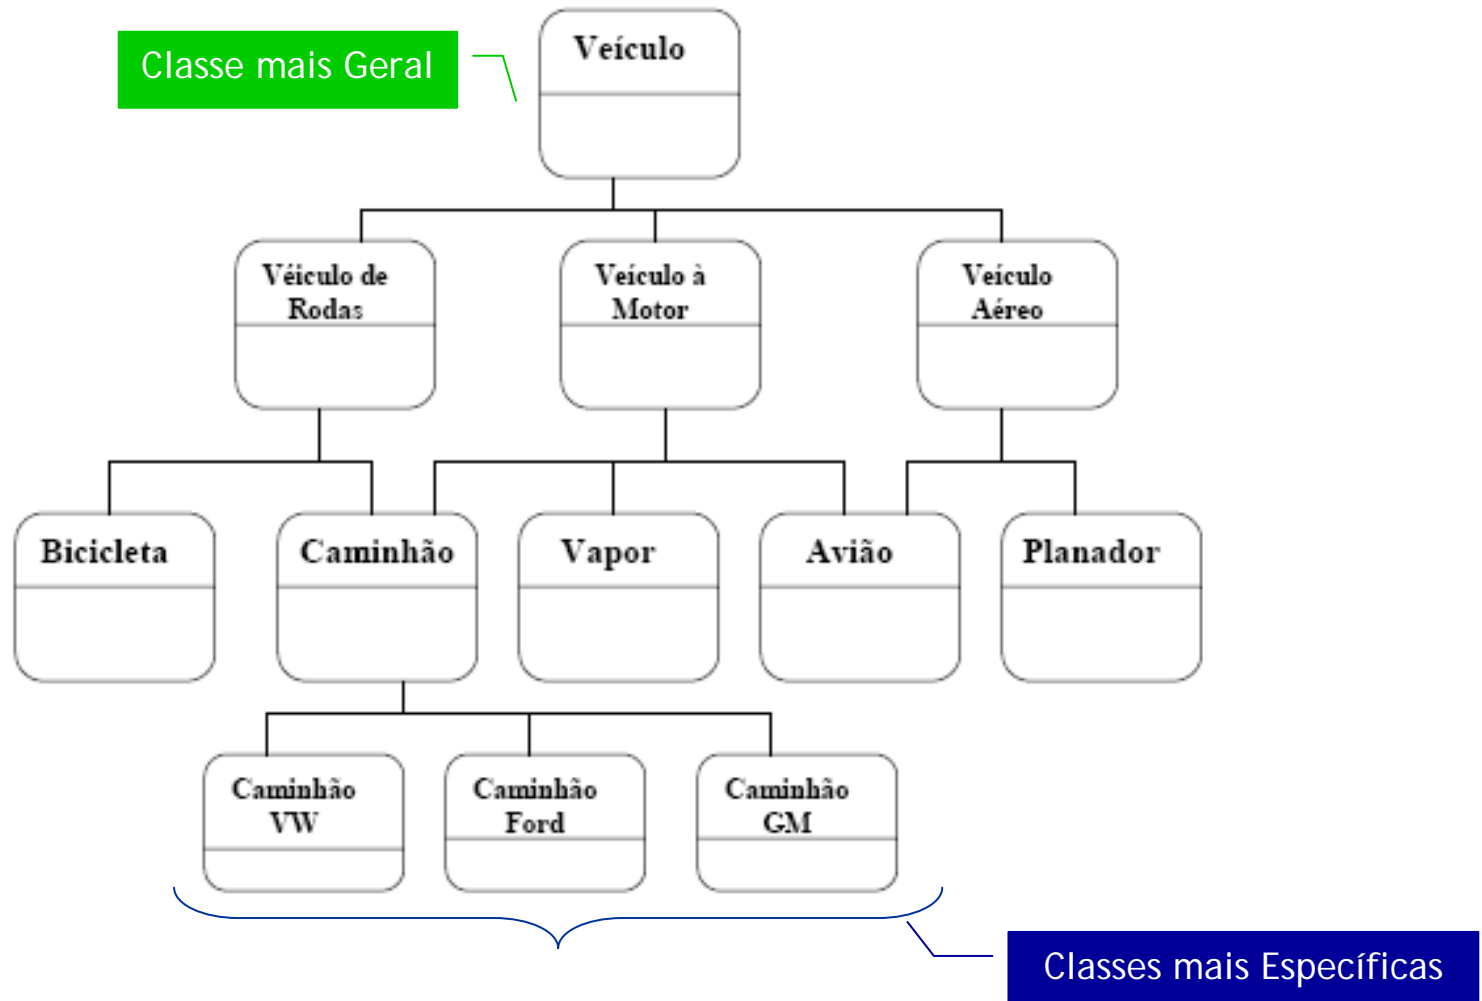 Classe mais Geral
Veículo
Véiculo de
Rodas
Veículo à
Motor
Veículo
Aéreo
Bicicleta
Caminhão
Vapor
Avião
Planador
Caminhão
VW
Caminhão
Ford
Caminhão
GM
Classes mais Específicas